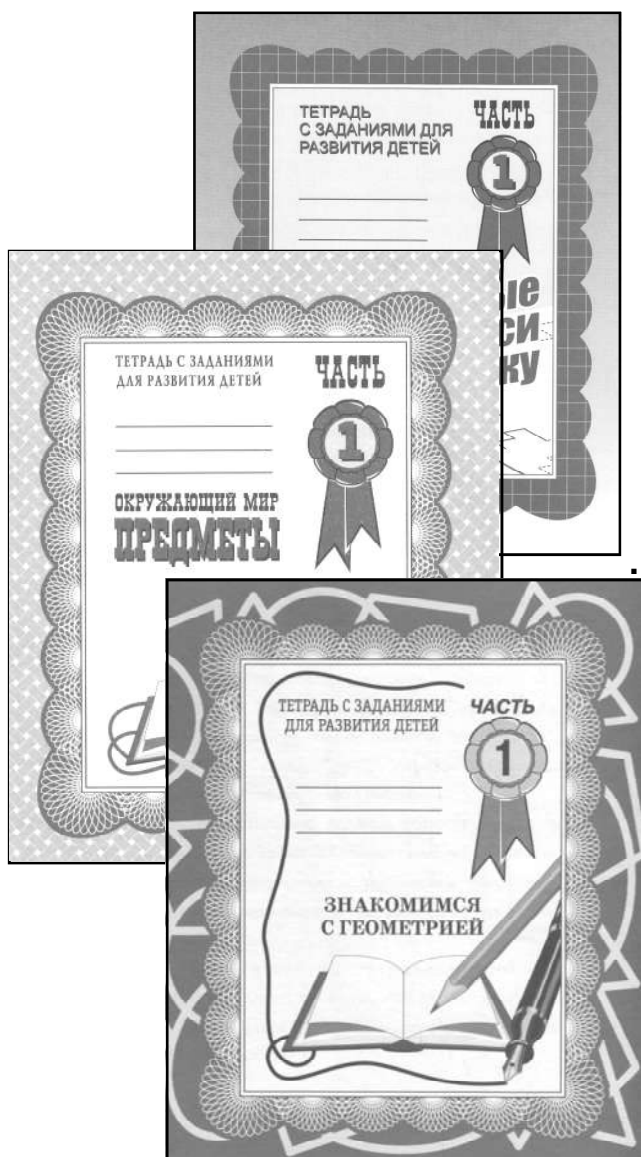 ТЕТРАДЬ
С ЗАДАНИЯМИ ДЛЯ
РАЗВИТИЯ ДЕТЕЙ
ЧАСТЬ
1
ТЕТРАДЬ С ЗАДАНИЯМИ
ДЛЯ РАЗВИТИЯ ДЕТЕЙ
ЧАСТЬ
1
ОКРУЖАЮЩИЙ МИР
ПРЕДМЕТЫ
ТЕТРАДЬ С ЗАДАНИЯМИ
ДЛЯ РАЗВИТИЯ ДЕТЕЙ
ЧАСТЬ
1
ЗНАКОМИМСЯ
С ГЕОМЕТРИЕЙ